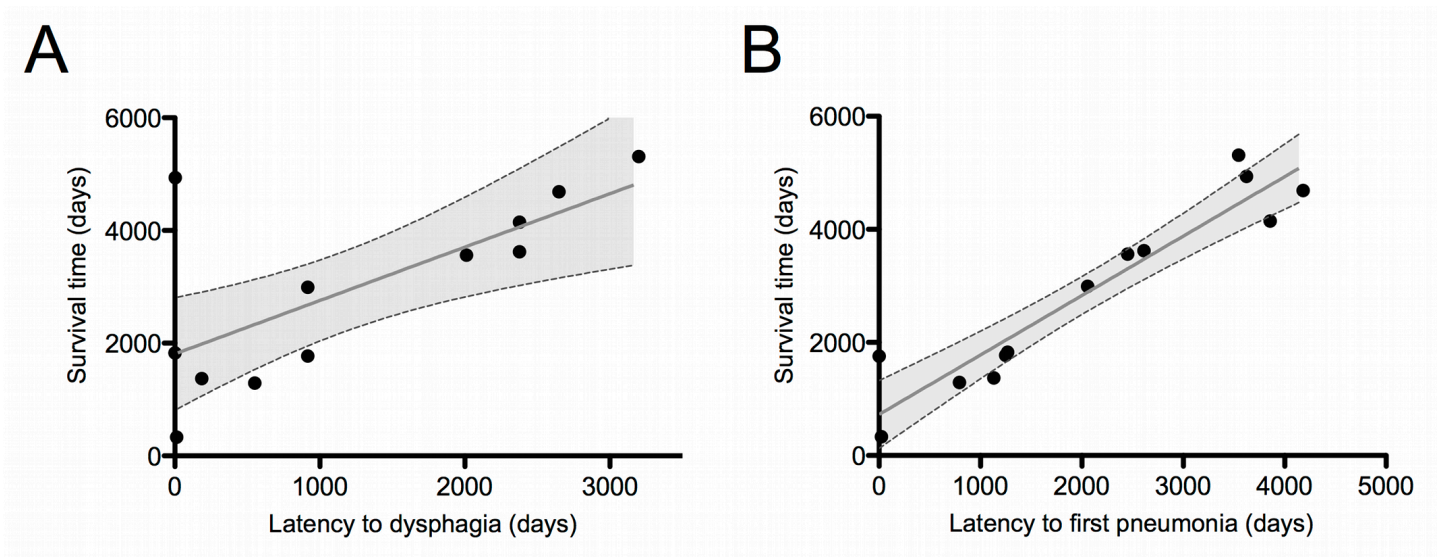 A
B
6000
4000
2000
0
Survival time (days)
0 1000 2000 3000
Latency to dysphagia (days)
6000
4000
2000
0
Survival time (days)
0 1000 2000 3000 4000 5000
Latency to first pneumonia (days)